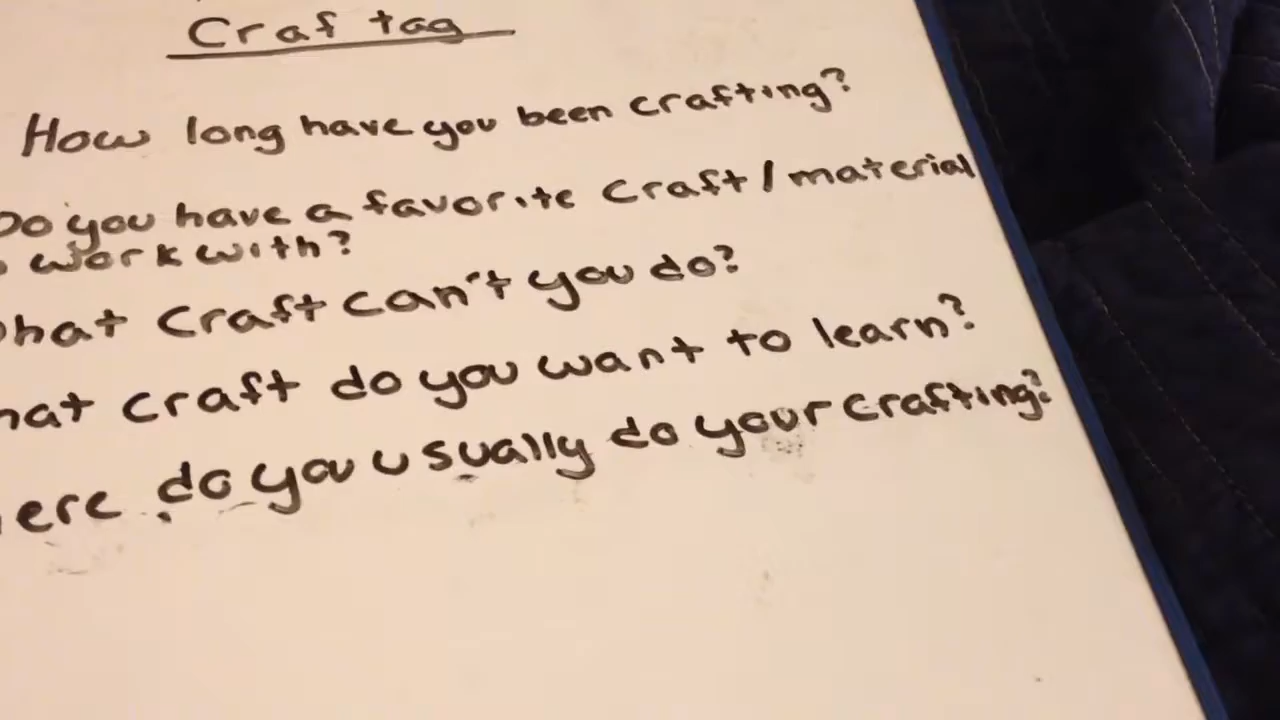 Craf tag
How long have you been crafting?
Do you have a favorite craft/material
work with?
What craft can't you do?
hat craft do you want to learn?
ere do you usually do your crafting?